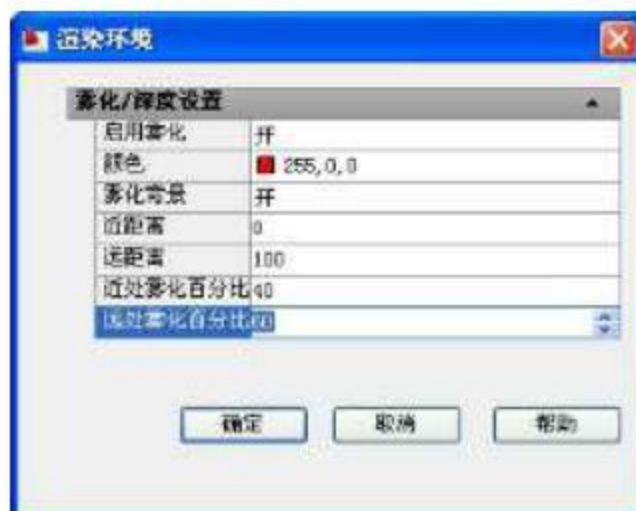 渲染环境
雾化/深度设置
启用雾化 开
颜色 255,0,0
雾化背景 开
近距离 0
远距离 100
近处雾化百分比 40
远处雾化百分比 60
确定 取消 帮助